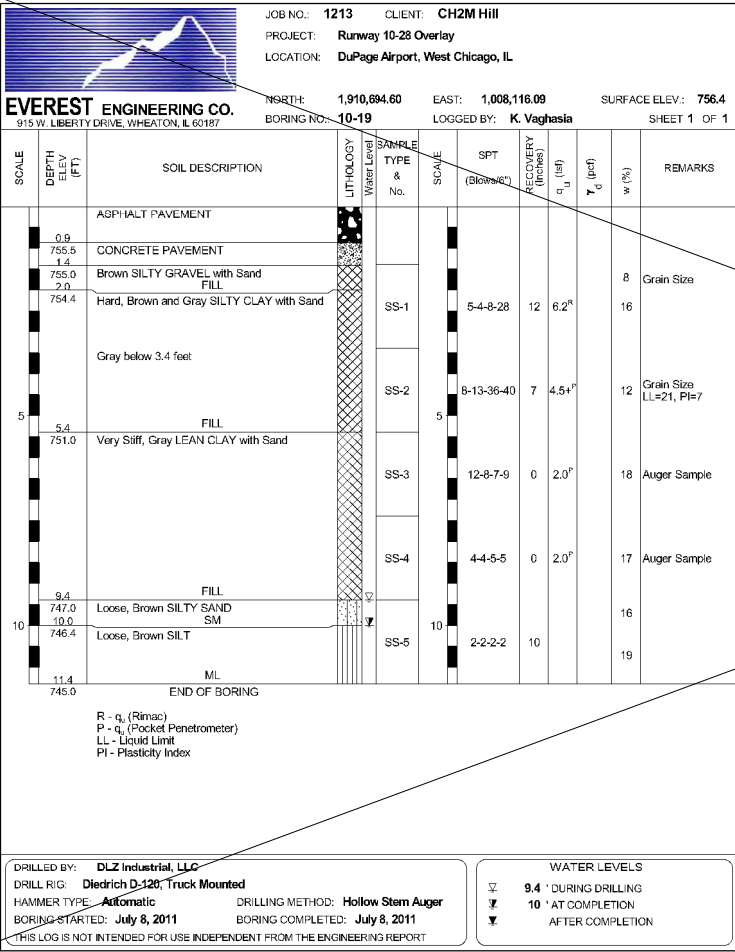 JOB NO.: 1213 CLIENT: CH2M Hill
PROJECT: Runway 10-28 Overlay
LOCATION: DuPage Airport, West Chicago, IL
EVEREST ENGINEERING CO.
915 W. LIBERTY DRIVE, WHEATON, IL 60187
NORTH: 1,910,694.60 EAST: 1,008,116.09 SURFACE ELEV.: 756.4
BORING NO.: 10-19 LOGGED BY: K. Vaghasia SHEET 1 OF 1
SCALE DEPTH ELEV (FT) SOIL DESCRIPTION LITHOLOGY Water Level SAMPLE TYPE & No. SCALE SPT (Blows/6") RECOVERY (Inches) qu (tsf) γd (pcf) w (%) REMARKS
ASPHALT PAVEMENT
0.9
755.5 CONCRETE PAVEMENT
1.4
755.0 Brown SILTY GRAVEL with Sand 8 Grain Size
2.0 FILL
754.4 Hard, Brown and Gray SILTY CLAY with Sand SS-1 5-4-8-28 12 6.2R 16
Gray below 3.4 feet
SS-2 8-13-36-40 7 4.5+P 12 Grain Size
LL=21, PI=7
5 5
5.4 FILL
751.0 Very Stiff, Gray LEAN CLAY with Sand
SS-3 12-8-7-9 0 2.0P 18 Auger Sample
SS-4 4-4-5-5 0 2.0P 17 Auger Sample
9.4 FILL
747.0 Loose, Brown SILTY SAND 16
10 10.0 SM 10
746.4 Loose, Brown SILT SS-5 2-2-2-2 10
19
11.4 ML
745.0 END OF BORING
R - qu (Rimac)
P - qu (Pocket Penetrometer)
LL - Liquid Limit
PI - Plasticity Index
DRILLED BY: DLZ Industrial, LLC
DRILL RIG: Diedrich D-120, Truck Mounted
HAMMER TYPE: Automatic DRILLING METHOD: Hollow Stem Auger
BORING STARTED: July 8, 2011 BORING COMPLETED: July 8, 2011
THIS LOG IS NOT INTENDED FOR USE INDEPENDENT FROM THE ENGINEERING REPORT
WATER LEVELS
9.4 ' DURING DRILLING
10 ' AT COMPLETION
AFTER COMPLETION